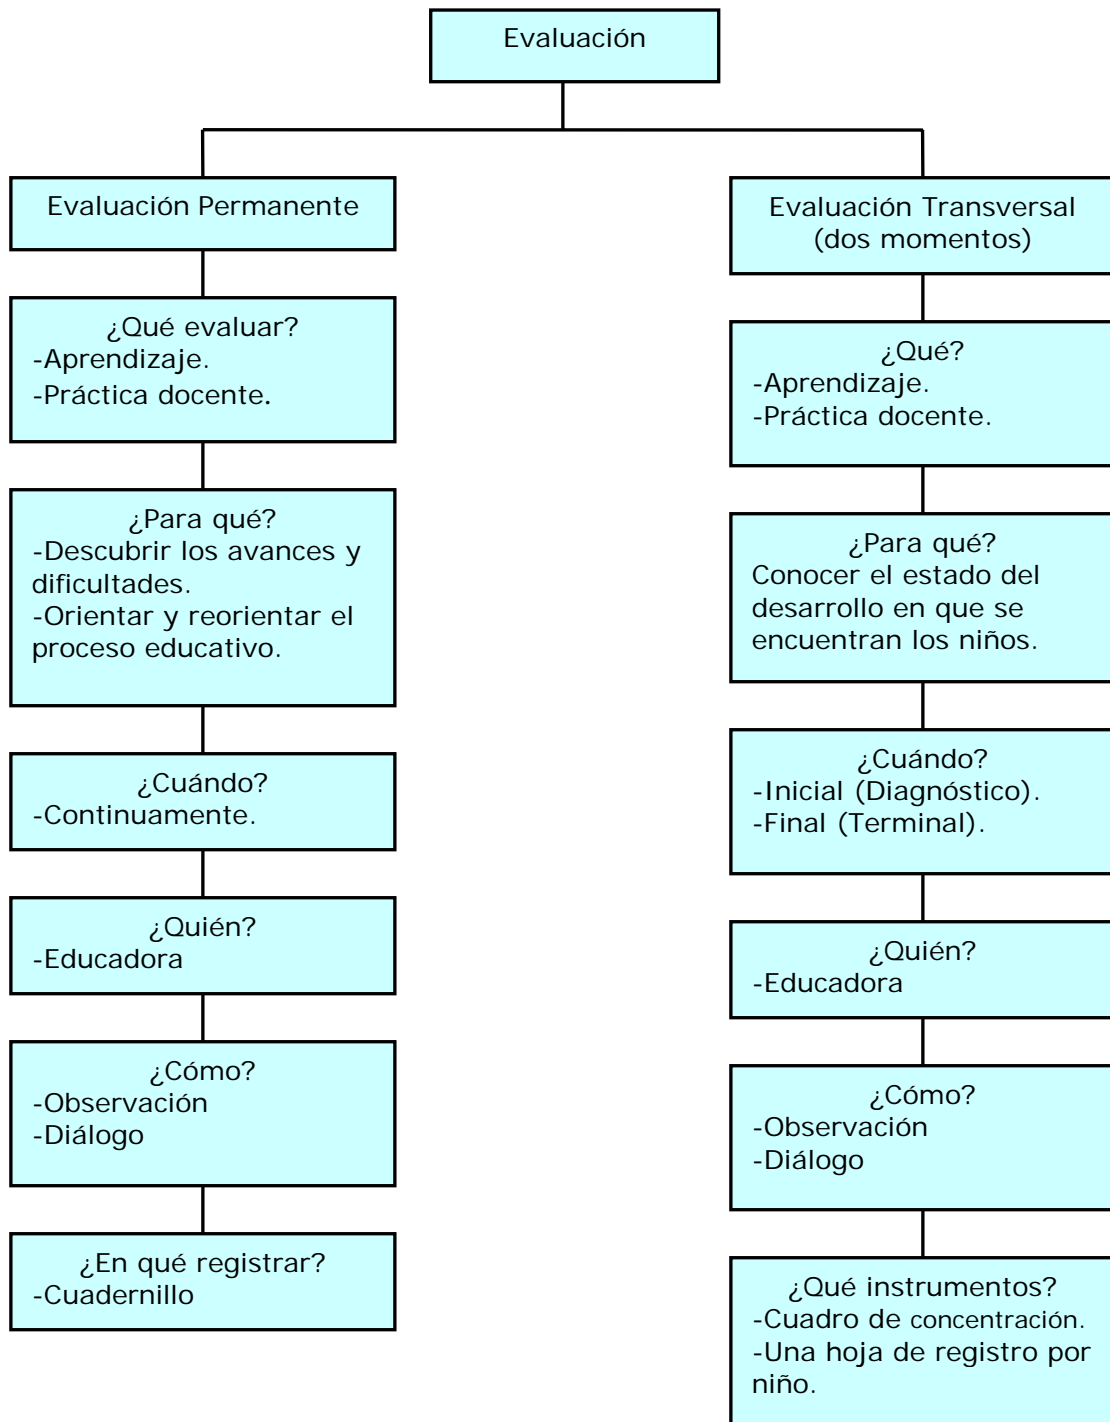 Evaluación
Evaluación Permanente
¿Qué evaluar?
-Aprendizaje.
-Práctica docente.
¿Para qué?
-Descubrir los avances y
dificultades.
-Orientar y reorientar el
proceso educativo.
¿Cuándo?
-Continuamente.
¿Quién?
-Educadora
¿Cómo?
-Observación
-Diálogo
¿En qué registrar?
-Cuadernillo
Evaluación Transversal
(dos momentos)
¿Qué?
-Aprendizaje.
-Práctica docente.
¿Para qué?
Conocer el estado del
desarrollo en que se
encuentran los niños.
¿Cuándo?
-Inicial (Diagnóstico).
-Final (Terminal).
¿Quién?
-Educadora
¿Cómo?
-Observación
-Diálogo
¿Qué instrumentos?
-Cuadro de concentración.
-Una hoja de registro por
niño.